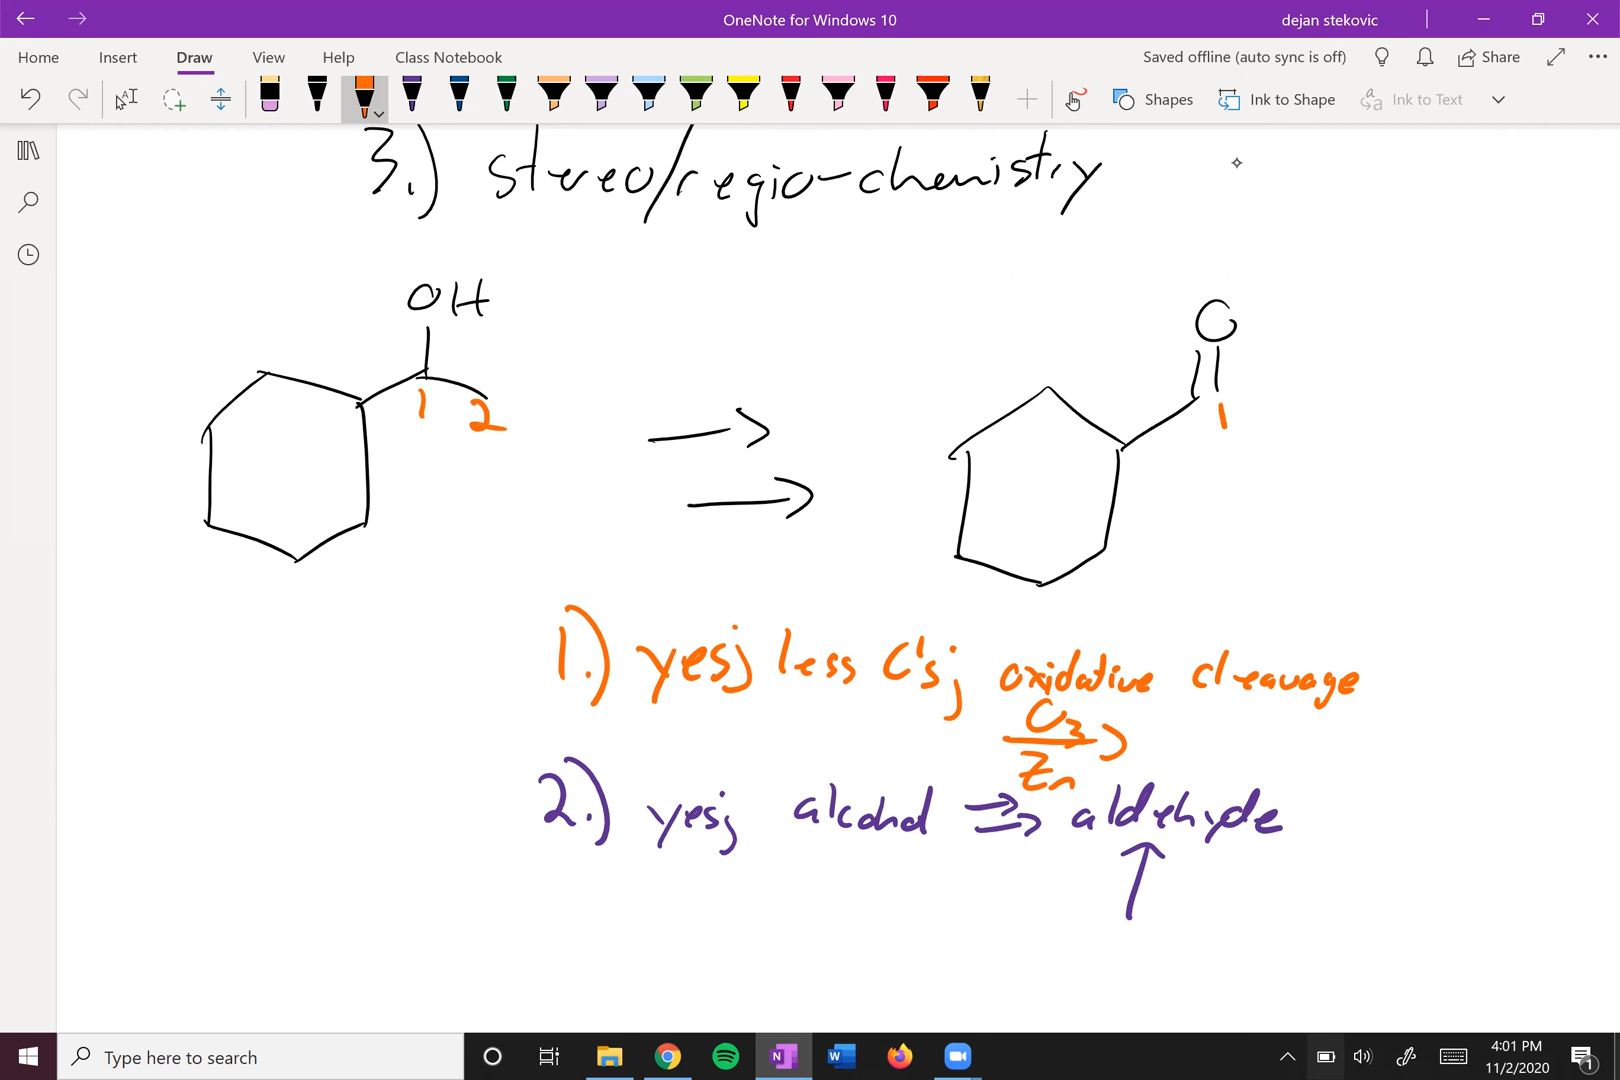 OneNote for Windows 10
dejan stekovic
Home Insert Draw View Help Class Notebook
Saved offline (auto sync is off) Share
Shapes Ink to Shape Ink to Text
3.) stereo/regio-chemistry
OH
O
1 2
1
1.) yes; less C's; oxidative cleavage
O3
Zn
2.) yes; alcohol ⇒ aldehyde
Type here to search
4:01 PM
11/2/2020
1